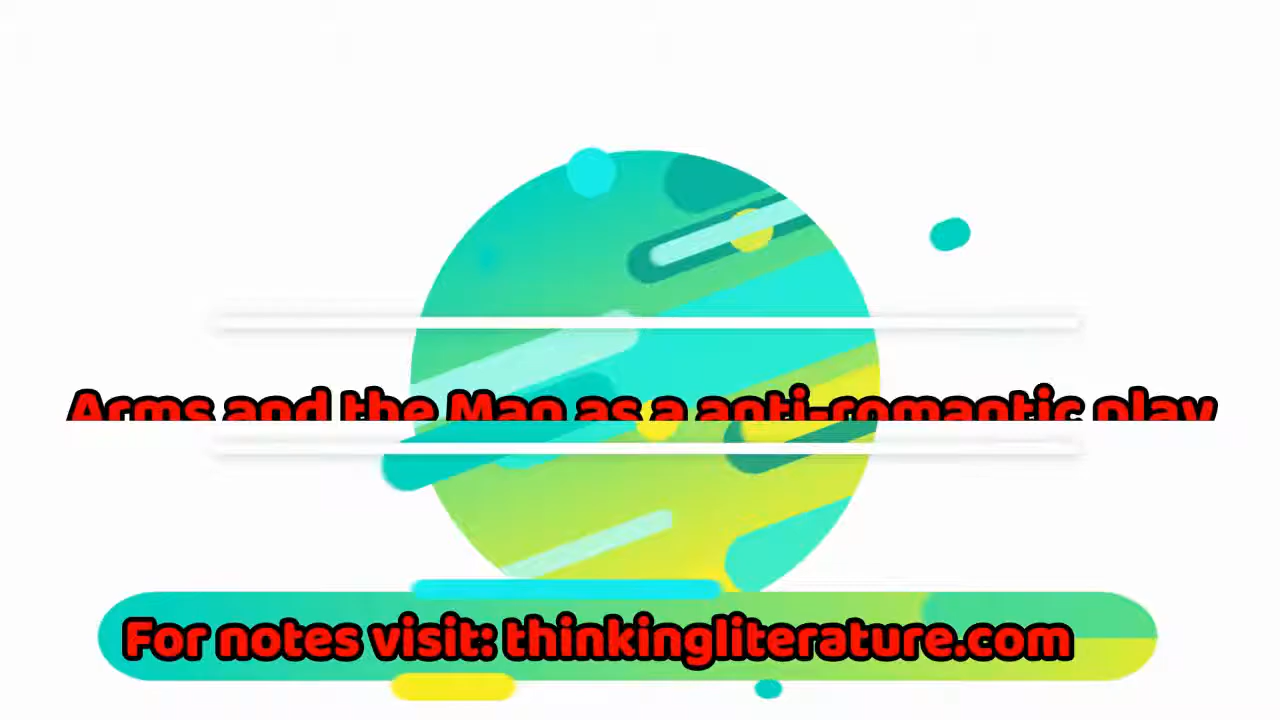 Arms and the Man as a anti-romantic play
For notes visit: thinkingliterature.com